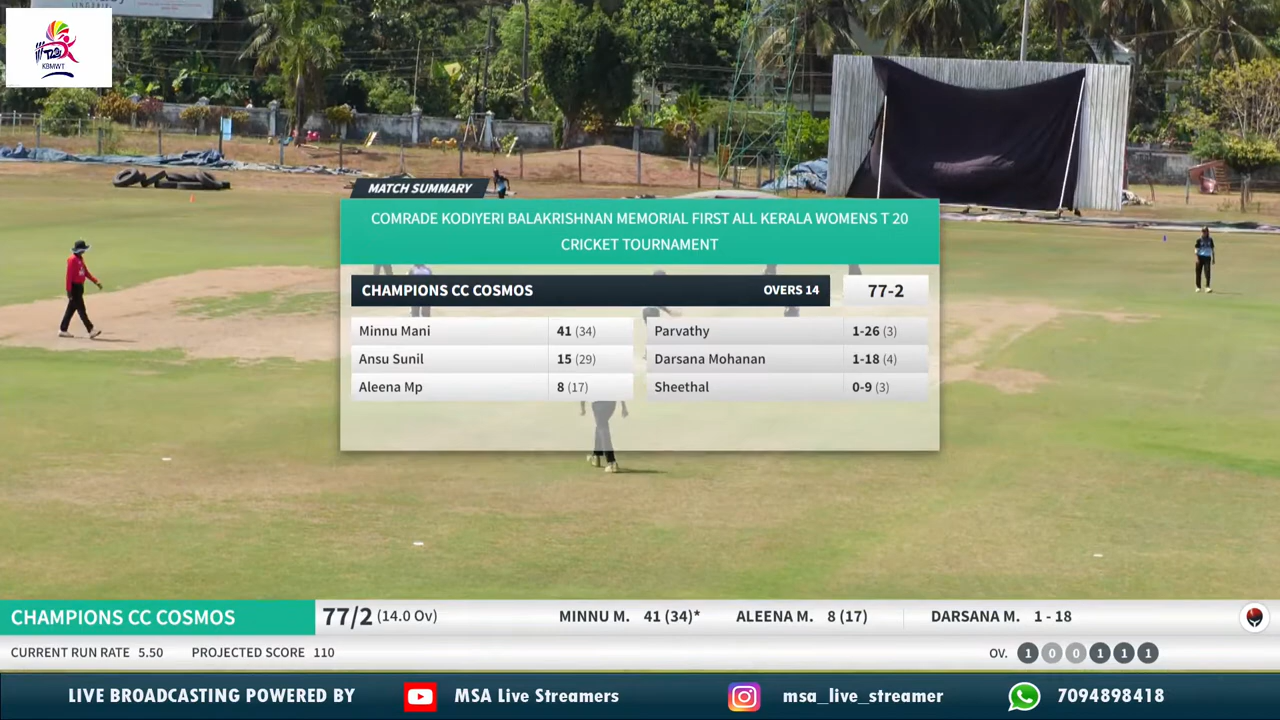 KBMWT
MATCH SUMMARY
COMRADE KODIYERI BALAKRISHNAN MEMORIAL FIRST ALL KERALA WOMENS T 20
CRICKET TOURNAMENT
CHAMPIONS CC COSMOS OVERS 14 77-2
Minnu Mani 41 (34) Parvathy 1-26 (3)
Ansu Sunil 15 (29) Darsana Mohanan 1-18 (4)
Aleena Mp 8 (17) Sheethal 0-9 (3)
CHAMPIONS CC COSMOS 77/2 (14.0 Ov) MINNU M. 41 (34)* ALEENA M. 8 (17) DARSANA M. 1 - 18
CURRENT RUN RATE 5.50 PROJECTED SCORE 110 OV. 1 0 0 1 1 1
LIVE BROADCASTING POWERED BY MSA Live Streamers msa_live_streamer 7094898418